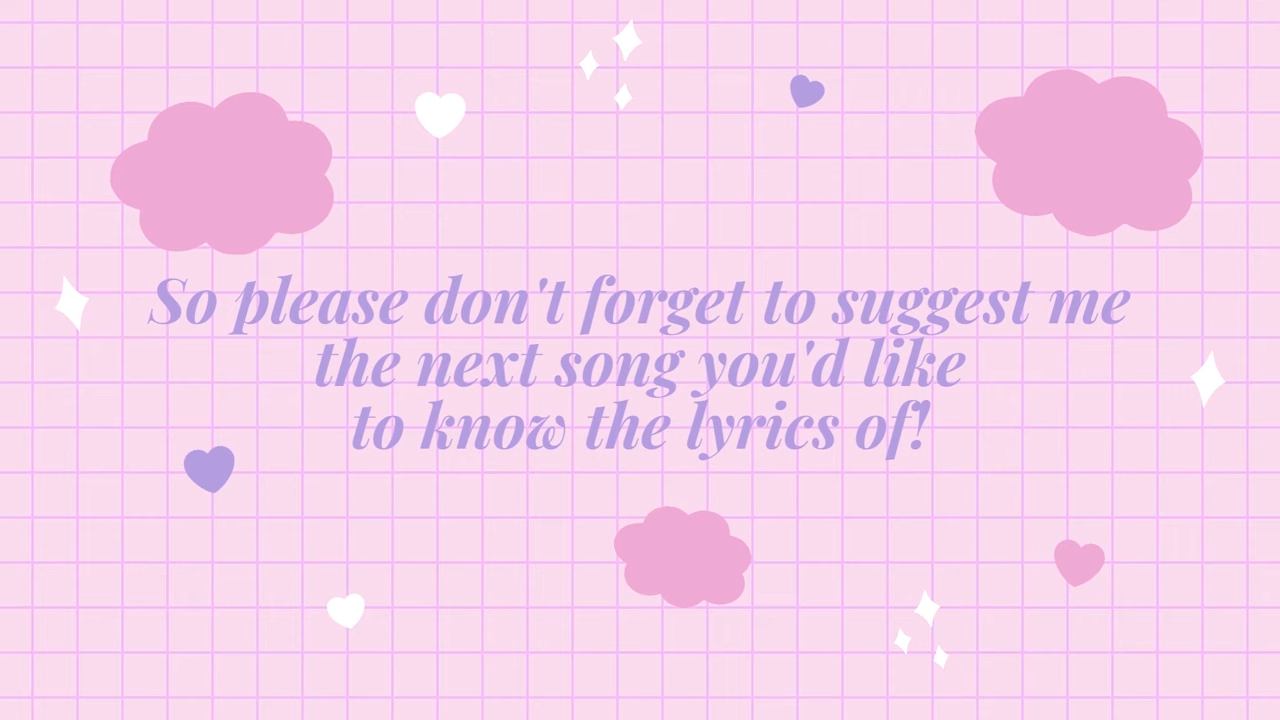 So please don't forget to suggest me
the next song you'd like
to know the lyrics of!